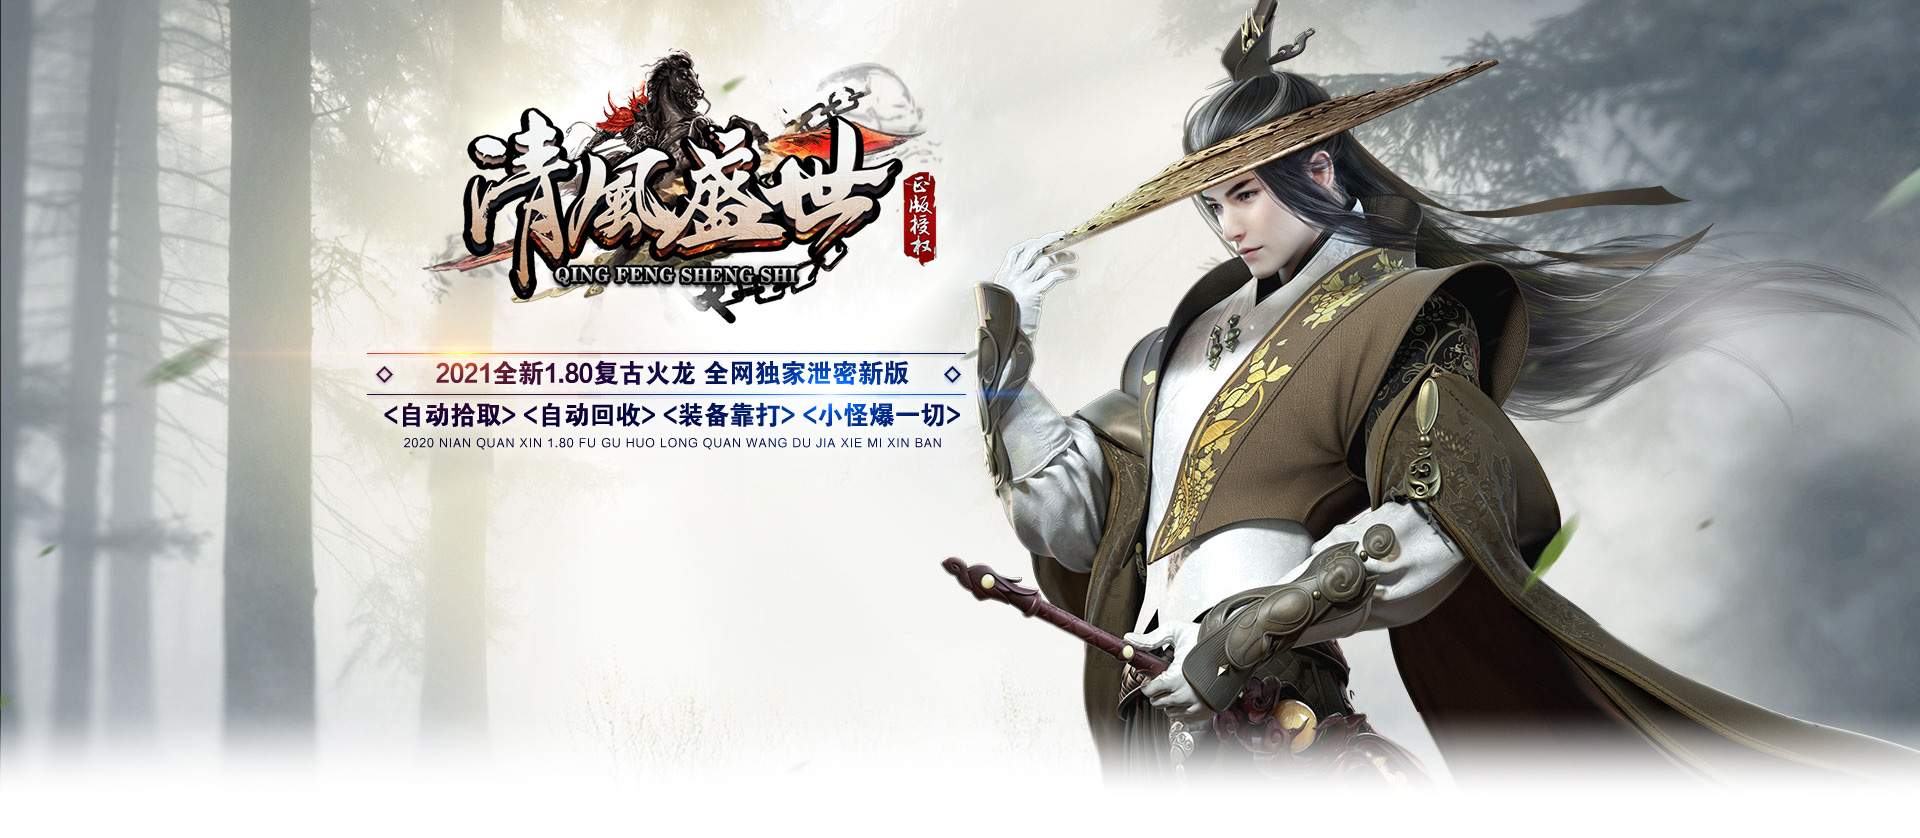 清風盛世
正版授权
QING FENG SHENG SHI
2021全新1.80复古火龙 全网独家泄密新版
<自动拾取> <自动回收> <装备靠打> <小怪爆一切>
2020 NIAN QUAN XIN 1.80 FU GU HUO LONG QUAN WANG DU JIA XIE MI XIN BAN